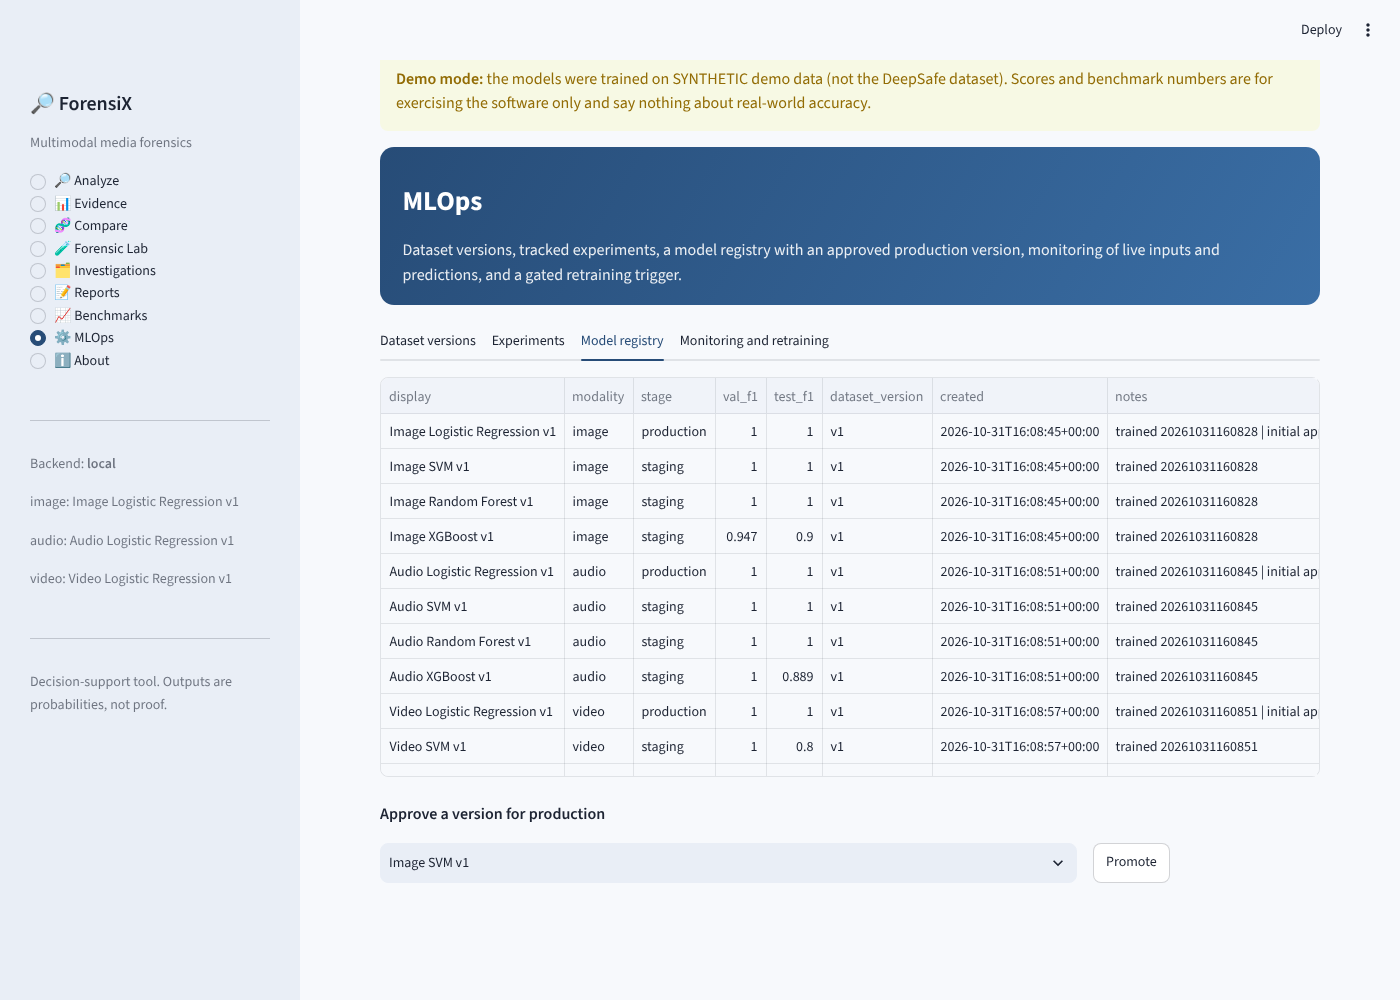 Deploy
🔎 ForensiX
Multimodal media forensics
🔎 Analyze
📊 Evidence
🧬 Compare
🧪 Forensic Lab
🗂️ Investigations
📝 Reports
📈 Benchmarks
⚙️ MLOps
ℹ️ About
Backend: local
image: Image Logistic Regression v1
audio: Audio Logistic Regression v1
video: Video Logistic Regression v1
Decision-support tool. Outputs are
probabilities, not proof.
Demo mode: the models were trained on SYNTHETIC demo data (not the DeepSafe dataset). Scores and benchmark numbers are for
exercising the software only and say nothing about real-world accuracy.
MLOps
Dataset versions, tracked experiments, a model registry with an approved production version, monitoring of live inputs and
predictions, and a gated retraining trigger.
Dataset versions Experiments Model registry Monitoring and retraining
display modality stage val_f1 test_f1 dataset_version created notes
Image Logistic Regression v1 image production 1 1 v1 2026-10-31T16:08:45+00:00 trained 20261031160828 | initial ap
Image SVM v1 image staging 1 1 v1 2026-10-31T16:08:45+00:00 trained 20261031160828
Image Random Forest v1 image staging 1 1 v1 2026-10-31T16:08:45+00:00 trained 20261031160828
Image XGBoost v1 image staging 0.947 0.9 v1 2026-10-31T16:08:45+00:00 trained 20261031160828
Audio Logistic Regression v1 audio production 1 1 v1 2026-10-31T16:08:51+00:00 trained 20261031160845 | initial ap
Audio SVM v1 audio staging 1 1 v1 2026-10-31T16:08:51+00:00 trained 20261031160845
Audio Random Forest v1 audio staging 1 1 v1 2026-10-31T16:08:51+00:00 trained 20261031160845
Audio XGBoost v1 audio staging 1 0.889 v1 2026-10-31T16:08:51+00:00 trained 20261031160845
Video Logistic Regression v1 video production 1 1 v1 2026-10-31T16:08:57+00:00 trained 20261031160851 | initial ap
Video SVM v1 video staging 1 0.8 v1 2026-10-31T16:08:57+00:00 trained 20261031160851
Approve a version for production
Image SVM v1
Promote